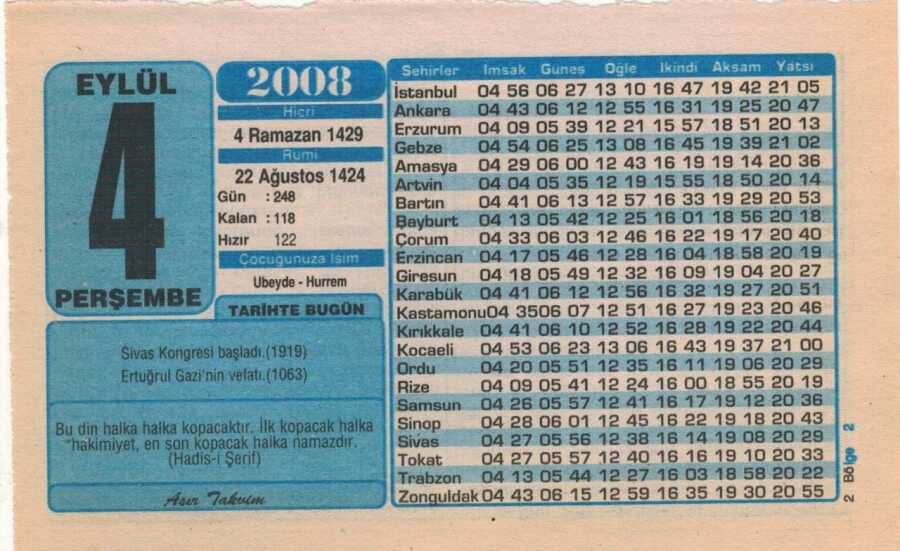 EYLÜL
4
PERŞEMBE
2008
Hicri
4 Ramazan 1429
Rumi
22 Ağustos 1424
Gün : 248
Kalan : 118
Hızır 122
Çocuğunuza İsim
Ubeyde - Hurrem
TARİHTE BUGÜN
Sivas Kongresi başladı.(1919)
Ertuğrul Gazi'nin vefatı.(1063)
Bu din halka halka kopacaktır. İlk kopacak halka
"hakimiyet, en son kopacak halka namazdır.
(Hadis-i Şerif)
Asır Takvim
Şehirler İmsak Güneş Öğle İkindi Akşam Yatsı
İstanbul 04 56 06 27 13 10 16 47 19 42 21 05
Ankara 04 43 06 12 12 55 16 31 19 25 20 47
Erzurum 04 09 05 39 12 21 15 57 18 51 20 13
Gebze 04 54 06 25 13 08 16 45 19 39 21 02
Amasya 04 29 06 00 12 43 16 19 19 14 20 36
Artvin 04 04 05 35 12 19 15 55 18 50 20 14
Bartın 04 41 06 13 12 57 16 33 19 29 20 53
Bayburt 04 13 05 42 12 25 16 01 18 56 20 18
Çorum 04 33 06 03 12 46 16 22 19 17 20 40
Erzincan 04 17 05 46 12 28 16 04 18 58 20 19
Giresun 04 18 05 49 12 32 16 09 19 04 20 27
Karabük 04 41 06 12 12 56 16 32 19 27 20 51
Kastamonu04 3506 07 12 51 16 27 19 23 20 46
Kırıkkale 04 41 06 10 12 52 16 28 19 22 20 44
Kocaeli 04 53 06 23 13 06 16 43 19 37 21 00
Ordu 04 20 05 51 12 35 16 11 19 06 20 29
Rize 04 09 05 41 12 24 16 00 18 55 20 19
Samsun 04 26 05 57 12 41 16 17 19 12 20 36
Sinop 04 28 06 01 12 45 16 22 19 18 20 43
Sivas 04 27 05 56 12 38 16 14 19 08 20 29
Tokat 04 27 05 57 12 40 16 16 19 10 20 33
Trabzon 04 13 05 44 12 27 16 03 18 58 20 22
Zonguldak 04 43 06 15 12 59 16 35 19 30 20 55
2 Bölge 2